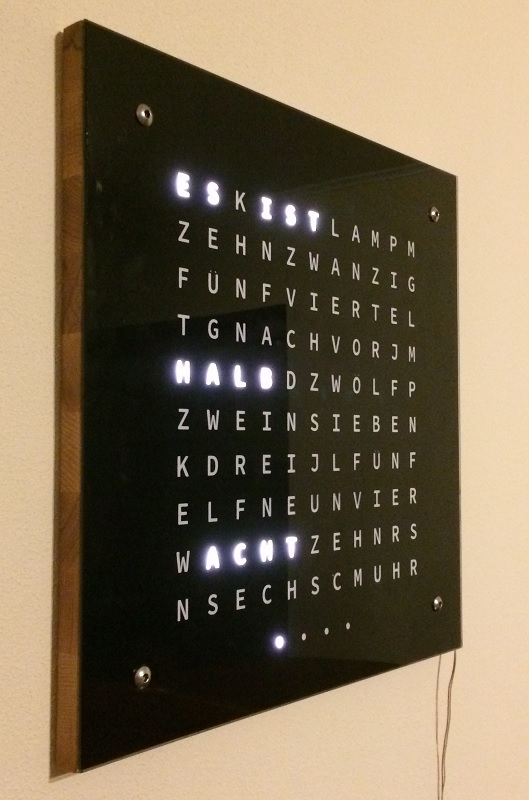 ESKISTLAMPM
ZEHNZWANZIG
FÜNFVIERTEL
TGNACHVORJM
HALBDZWÖLFP
ZWEINSIEBEN
KDREIJLFÜNF
ELFNEUNVIER
WACHTZEHNRS
NSECHSCMUHR